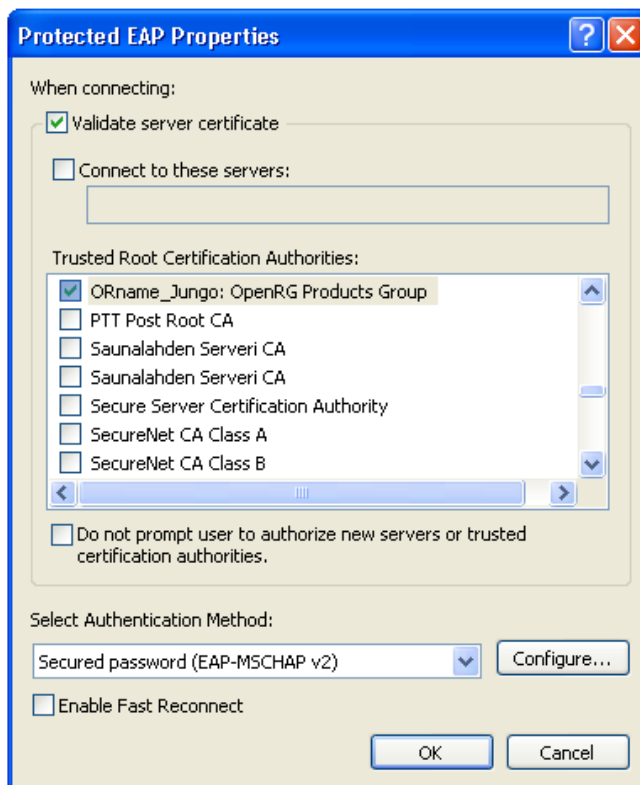 Protected EAP Properties
When connecting:
Validate server certificate
Connect to these servers:
Trusted Root Certification Authorities:
ORname_Jungo: OpenRG Products Group
PTT Post Root CA
Saunalahden Serveri CA
Saunalahden Serveri CA
Secure Server Certification Authority
SecureNet CA Class A
SecureNet CA Class B
Do not prompt user to authorize new servers or trusted
certification authorities.
Select Authentication Method:
Secured password (EAP-MSCHAP v2)
Configure...
Enable Fast Reconnect
OK
Cancel